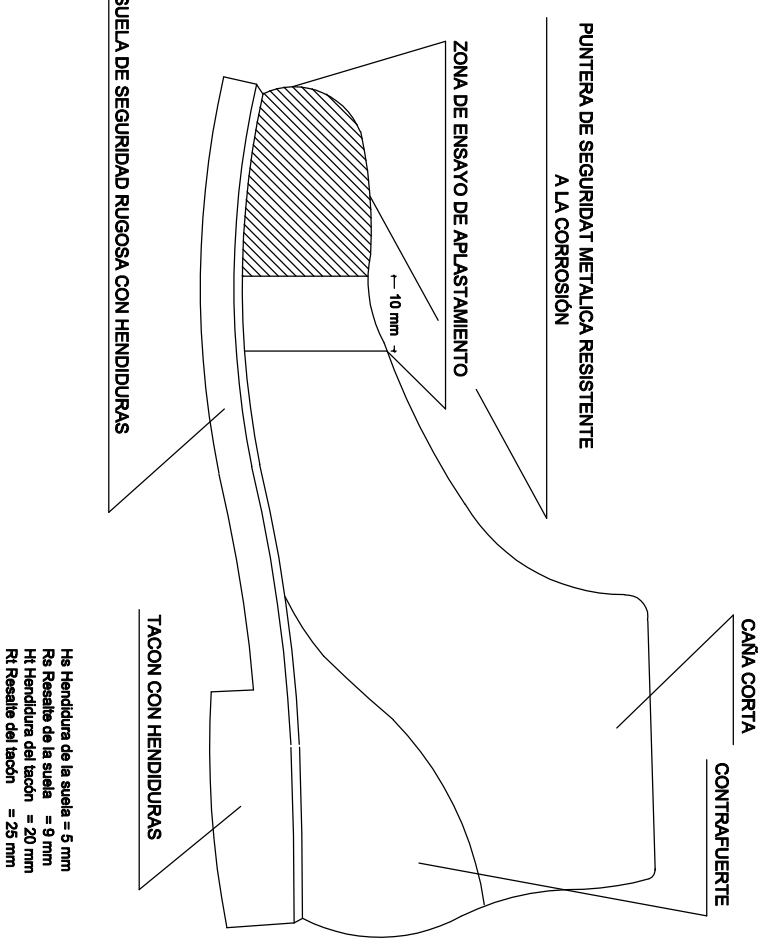 PUNTERA DE SEGURIDAT METALICA RESISTENTE
A LA CORROSIÓN
CAÑA CORTA
CONTRAFUERTE
ZONA DE ENSAYO DE APLASTAMIENTO
10 mm
SUELA DE SEGURIDAD RUGOSA CON HENDIDURAS
TACON CON HENDIDURAS
Hs Hendidura de la suela = 5 mm
Rs Resalte de la suela = 9 mm
Ht Hendidura del tacón = 20 mm
Rt Resalte del tacón = 25 mm